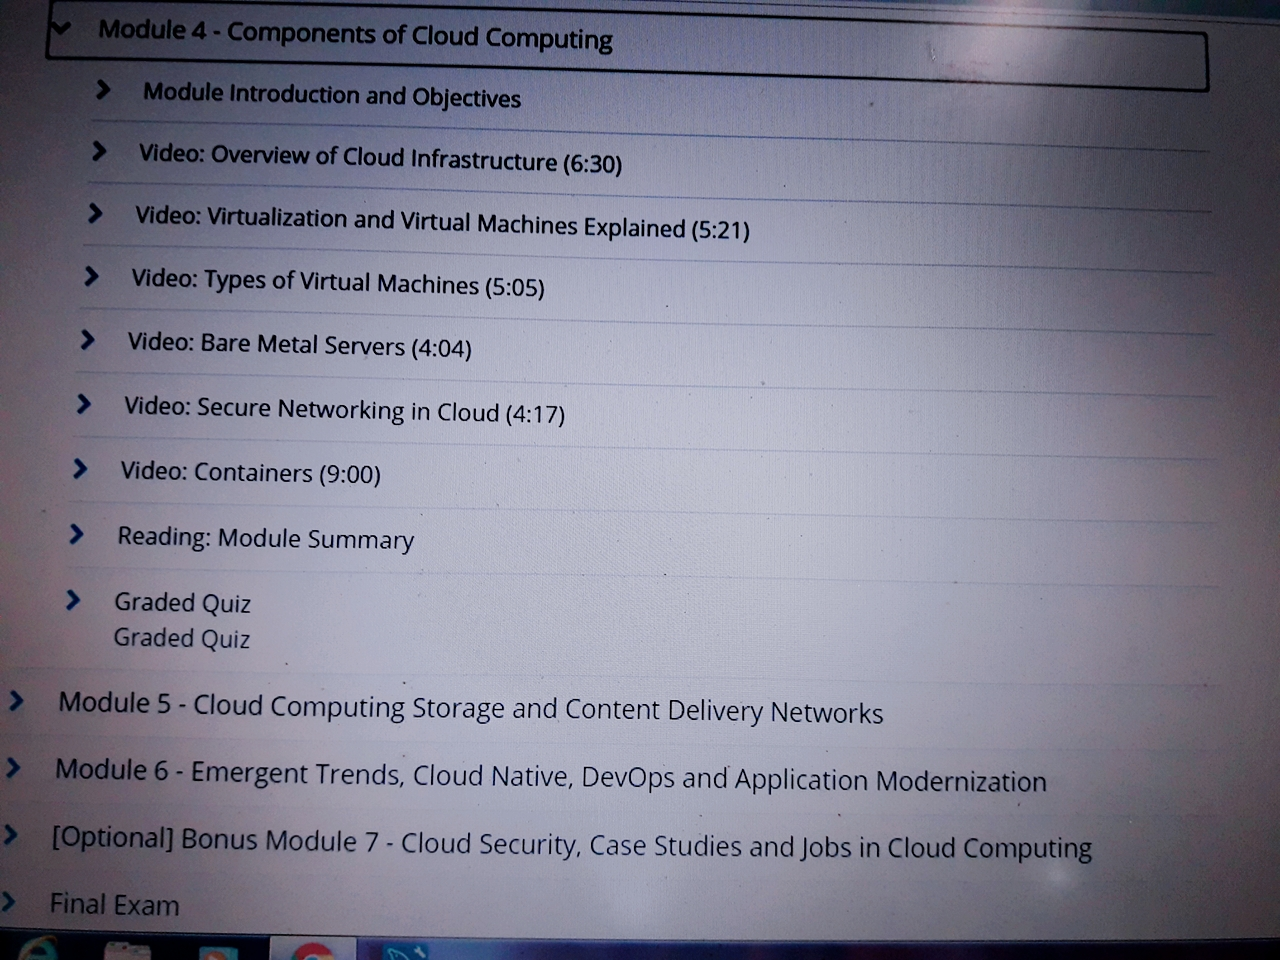 Module 4 - Components of Cloud Computing
Module Introduction and Objectives
Video: Overview of Cloud Infrastructure (6:30)
Video: Virtualization and Virtual Machines Explained (5:21)
Video: Types of Virtual Machines (5:05)
Video: Bare Metal Servers (4:04)
Video: Secure Networking in Cloud (4:17)
Video: Containers (9:00)
Reading: Module Summary
Graded Quiz
Graded Quiz
Module 5 - Cloud Computing Storage and Content Delivery Networks
Module 6 - Emergent Trends, Cloud Native, DevOps and Application Modernization
[Optional] Bonus Module 7 - Cloud Security, Case Studies and Jobs in Cloud Computing
Final Exam